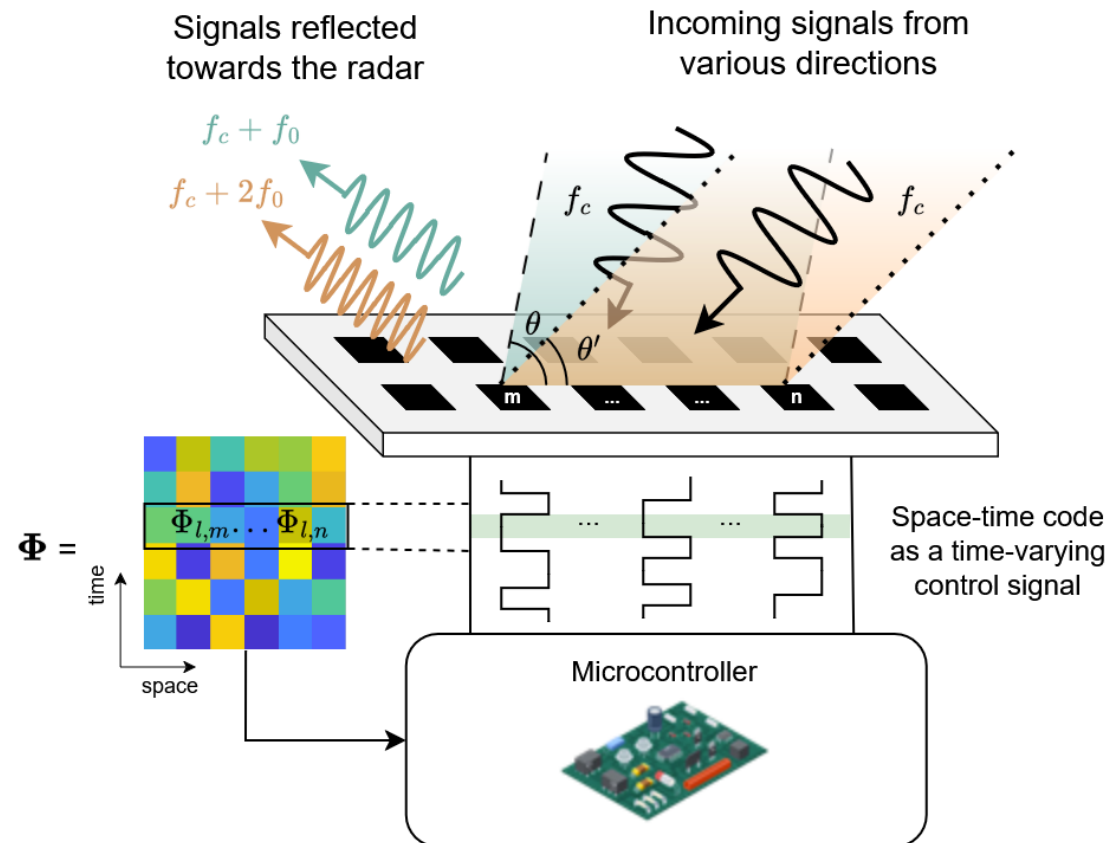 Signals reflected
towards the radar
Incoming signals from
various directions
f_c + f_0
f_c + 2f_0
f_c
f_c
θ
θ'
m
...
...
n
Φ =
Φ_{l,m} ... Φ_{l,n}
...
...
time
space
Space-time code
as a time-varying
control signal
Microcontroller